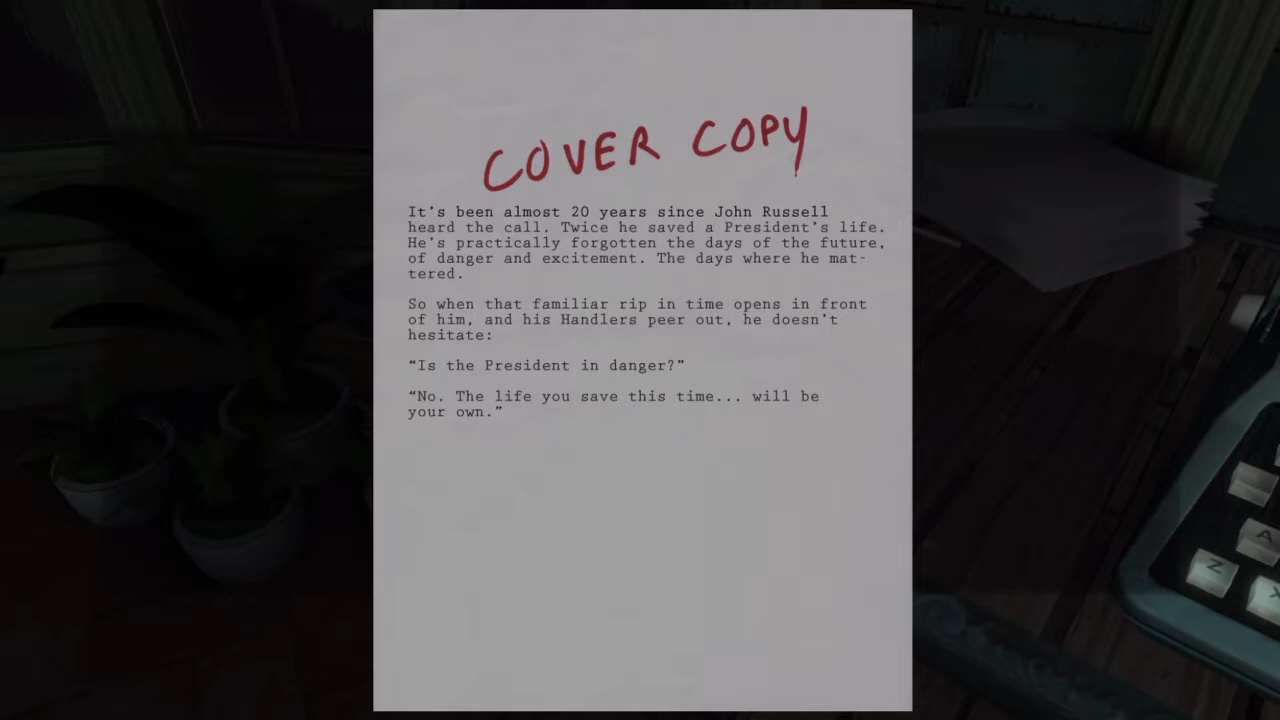 COVER COPY
It's been almost 20 years since John Russell
heard the call. Twice he saved a President's life.
He's practically forgotten the days of the future,
of danger and excitement. The days where he mat-
tered.
So when that familiar rip in time opens in front
of him, and his Handlers peer out, he doesn't
hesitate:
“Is the President in danger?”
“No. The life you save this time... will be
your own.”
A
Z
X